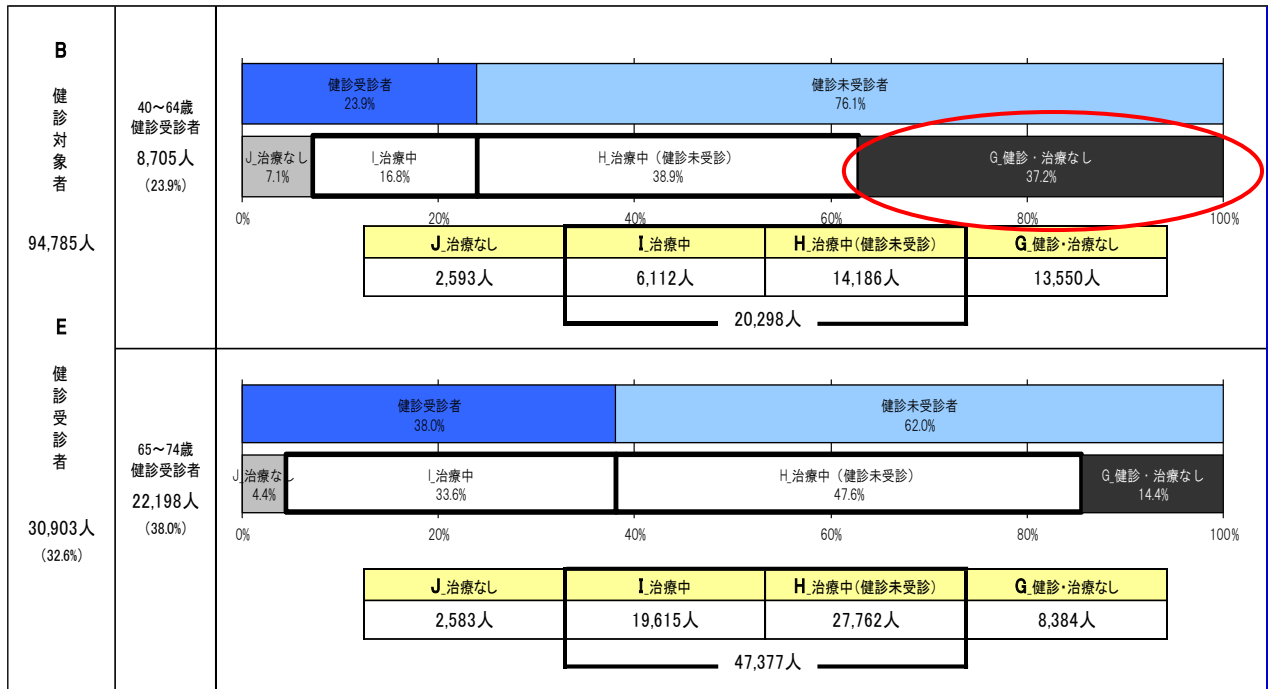 B
健
診
対
象
者
94,785人
E
健
診
受
診
者
30,903人
(32.6%)
40～64歳
健診受診者
8,705人
(23.9%)
健診受診者
23.9%
健診未受診者
76.1%
J_治療なし
7.1%
I_治療中
16.8%
H_治療中（健診未受診）
38.9%
G_健診・治療なし
37.2%
0% 20% 40% 60% 80% 100%
J_治療なし I_治療中 H_治療中(健診未受診) G_健診・治療なし
2,593人 6,112人 14,186人 13,550人
20,298人
65～74歳
健診受診者
22,198人
(38.0%)
健診受診者
38.0%
健診未受診者
62.0%
J_治療なし
4.4%
I_治療中
33.6%
H_治療中（健診未受診）
47.6%
G_健診・治療なし
14.4%
0% 20% 40% 60% 80% 100%
J_治療なし I_治療中 H_治療中(健診未受診) G_健診・治療なし
2,583人 19,615人 27,762人 8,384人
47,377人